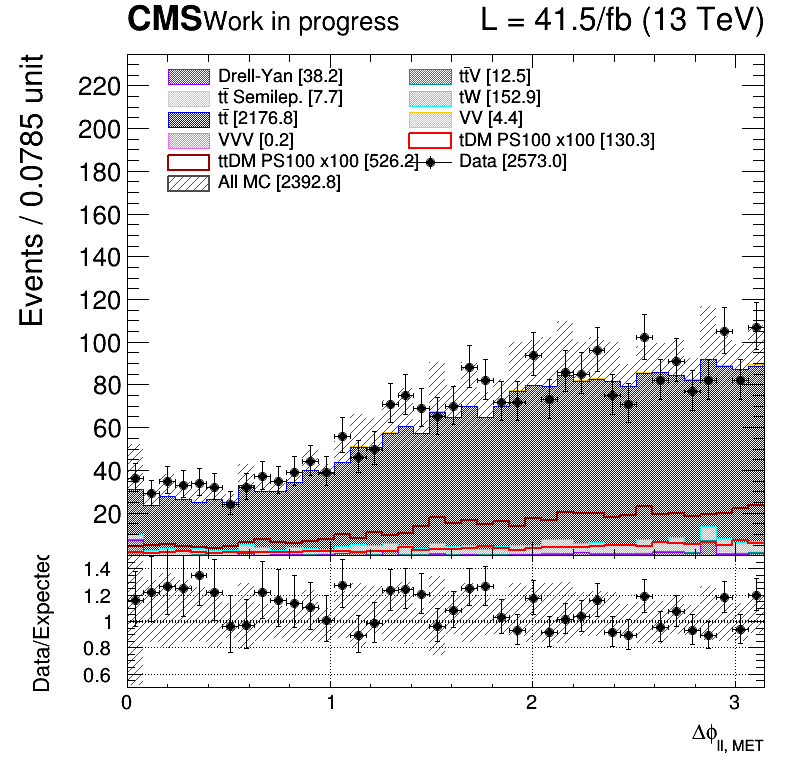 CMS Work in progress L = 41.5/fb (13 TeV)
Events / 0.0785 unit
220
200
180
160
140
120
100
80
60
40
20
Drell-Yan [38.2]
tt̄V [12.5]
tt̄ Semilep. [7.7]
tW [152.9]
tt̄ [2176.8]
VV [4.4]
VVV [0.2]
tDM PS100 x100 [130.3]
ttDM PS100 x100 [526.2]
Data [2573.0]
All MC [2392.8]
Data/Expected
1.4
1.2
1
0.8
0.6
0 1 2 3
Δϕll, MET